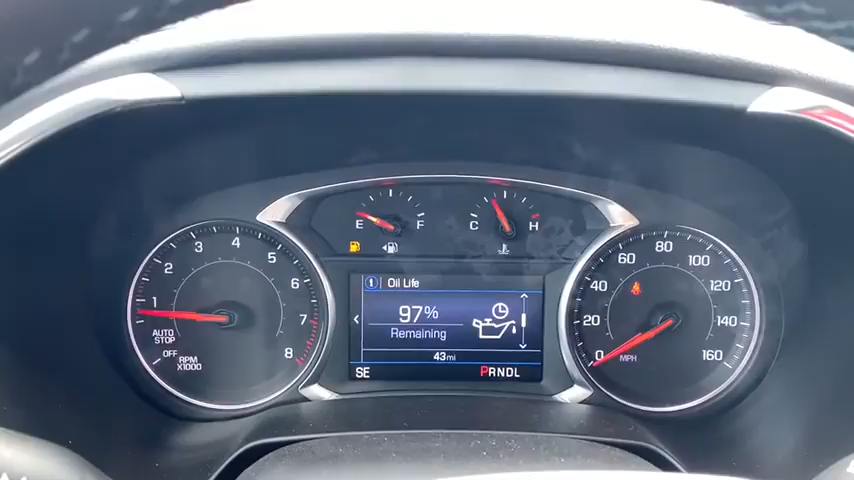 E F
C H
1 2 3 4 5 6 7 8
AUTO
STOP
OFF
RPM
X1000
i Oil Life
97%
Remaining
43mi
SE PRNDL
0 20 40 60 80 100 120 140 160
MPH